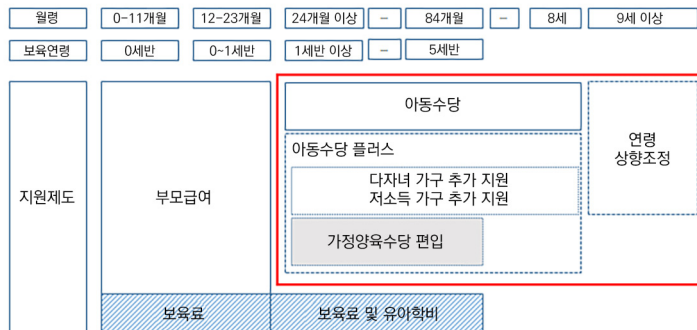 월령 0-11개월 12-23개월 24개월 이상 - 84개월 - 8세 9세 이상
보육연령 0세반 0~1세반 1세반 이상 - 5세반
아동수당
아동수당 플러스
다자녀 가구 추가 지원
저소득 가구 추가 지원
가정양육수당 편입
연령
상향조정
지원제도
부모급여
보육료
보육료 및 유아학비